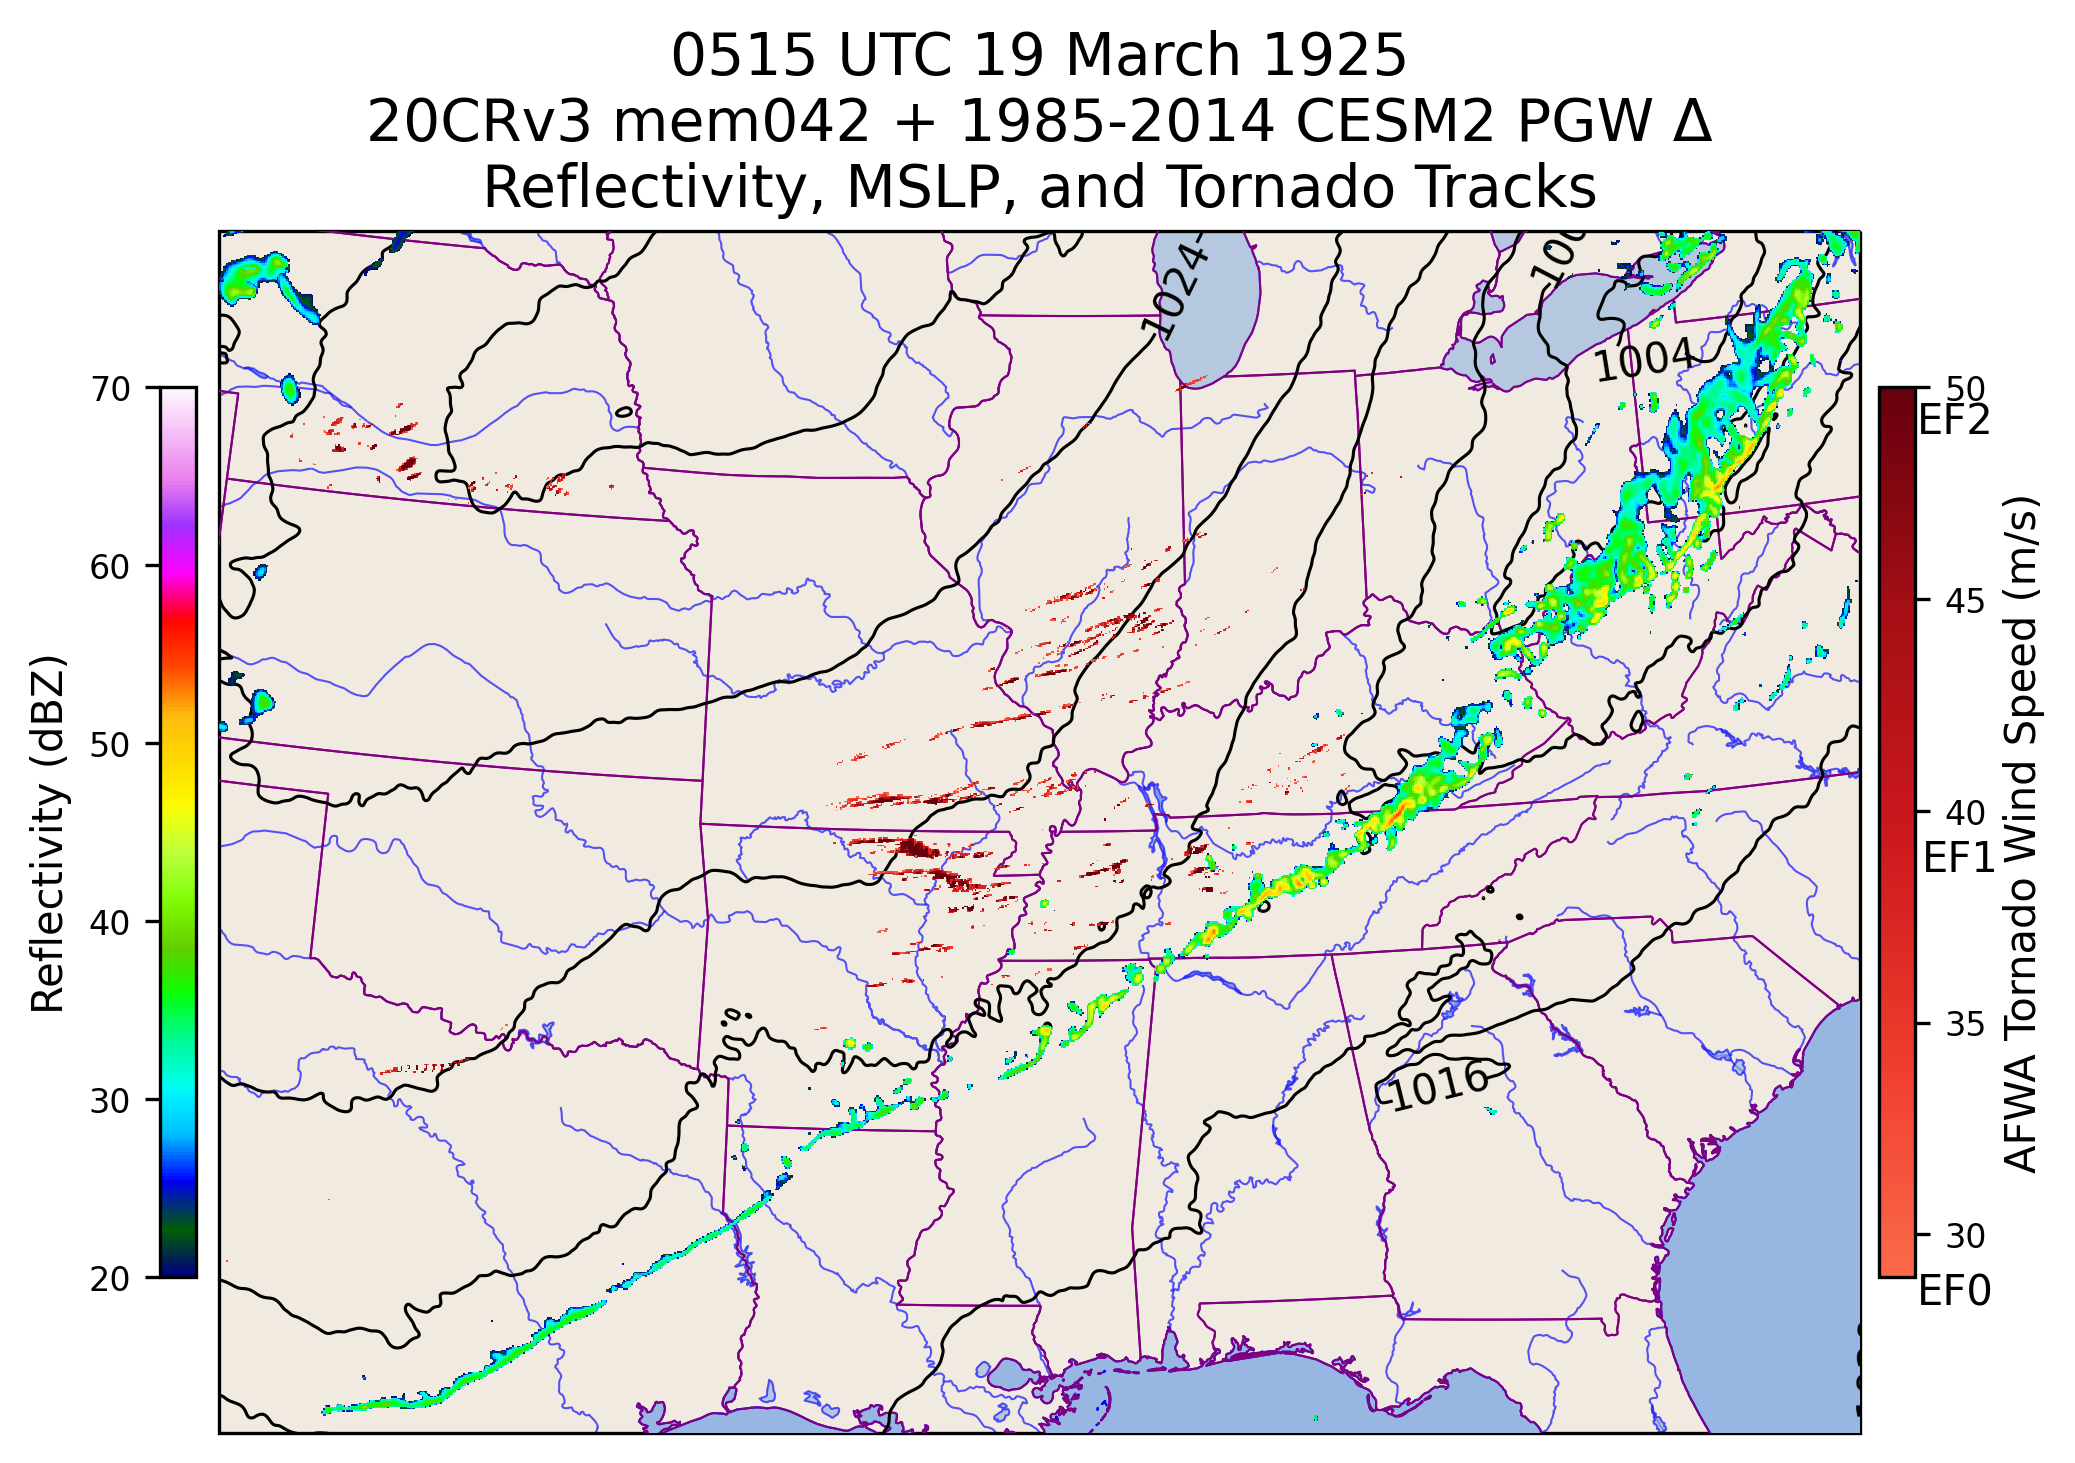 0515 UTC 19 March 1925
20CRv3 mem042 + 1985-2014 CESM2 PGW Δ
Reflectivity, MSLP, and Tornado Tracks
70
60
50
40
30
20
Reflectivity (dBZ)
1024
1004
1016
50
EF2
45
40
EF1
35
30
EF0
AFWA Tornado Wind Speed (m/s)